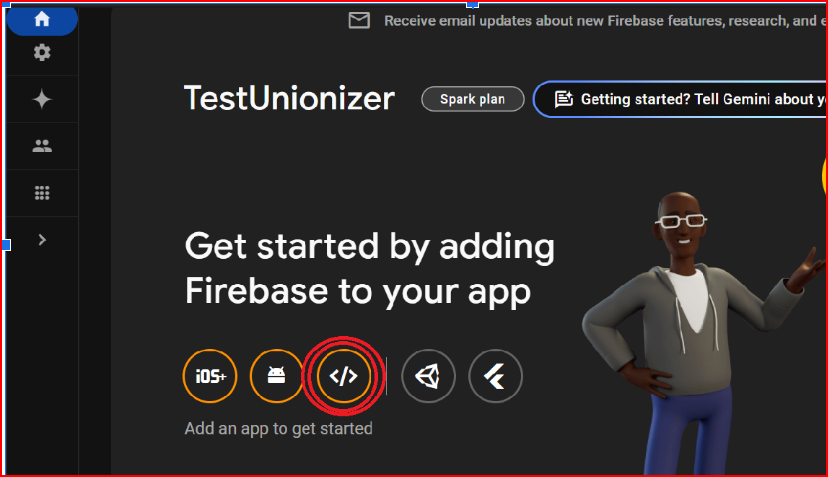 Receive email updates about new Firebase features, research, and e
TestUnionizer
Spark plan
Getting started? Tell Gemini about yo
Get started by adding
Firebase to your app
iOS+
</>
Add an app to get started